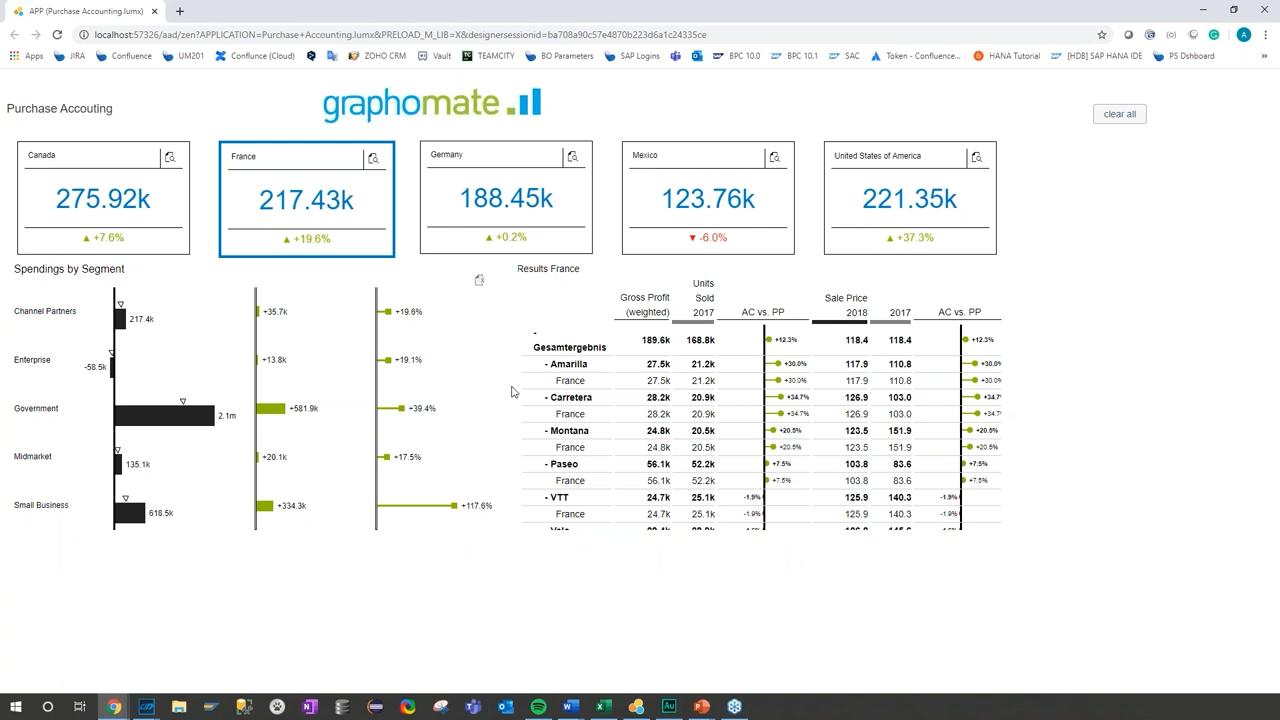 APP (Purchase Accounting.lumx)
localhost:57326/aad/zen?APPLICATION=Purchase+Accounting.lumx&PRELOAD_M_LIB=X&designersessionid=ba708a90c57e4870b223d6a1c24335ce
Apps JIRA Confluence UM201 Conflunce (Cloud) ZOHO CRM Vault TEAMCITY BO Parameters SAP Logins BPC 10.0 BPC 10.1 SAC Token - Confluence... HANA Tutorial [HDB] SAP HANA IDE PS Dshboard
Purchase Accouting
graphomate
clear all
Canada France Germany Mexico United States of America
275.92k 217.43k 188.45k 123.76k 221.35k
▲ +7.6% ▲ +19.6% ▲ +0.2% ▼ -6.0% ▲ +37.3%
Spendings by Segment
Channel Partners 217.4k +35.7k +19.6%
Enterprise -58.5k +13.8k +19.1%
Government 2.1m +581.9k +39.4%
Midmarket 135.1k +20.1k +17.5%
Small Business 618.5k +334.3k +117.6%
Results France
Units
Gross Profit Sold Sale Price
(weighted) 2017 AC vs. PP 2018 2017 AC vs. PP
-
Gesamtergebnis 189.6k 168.8k +12.3% 118.4 118.4 +12.3%
- Amarilla 27.5k 21.2k +30.0% 117.9 110.8 +30.0%
France 27.5k 21.2k +30.0% 117.9 110.8 +30.0%
- Carretera 28.2k 20.9k +34.7% 126.9 103.0 +34.7
France 28.2k 20.9k +34.7% 126.9 103.0 +34.7
- Montana 24.8k 20.5k +20.5% 123.5 151.9 +20.5%
France 24.8k 20.5k +20.5% 123.5 151.9 +20.5%
- Paseo 56.1k 52.2k +7.5% 103.8 83.6 +7.5%
France 56.1k 52.2k +7.5% 103.8 83.6 +7.5%
- VTT 24.7k 25.1k -1.9% 125.9 140.3 -1.9%
France 24.7k 25.1k -1.9% 125.9 140.3 -1.9%